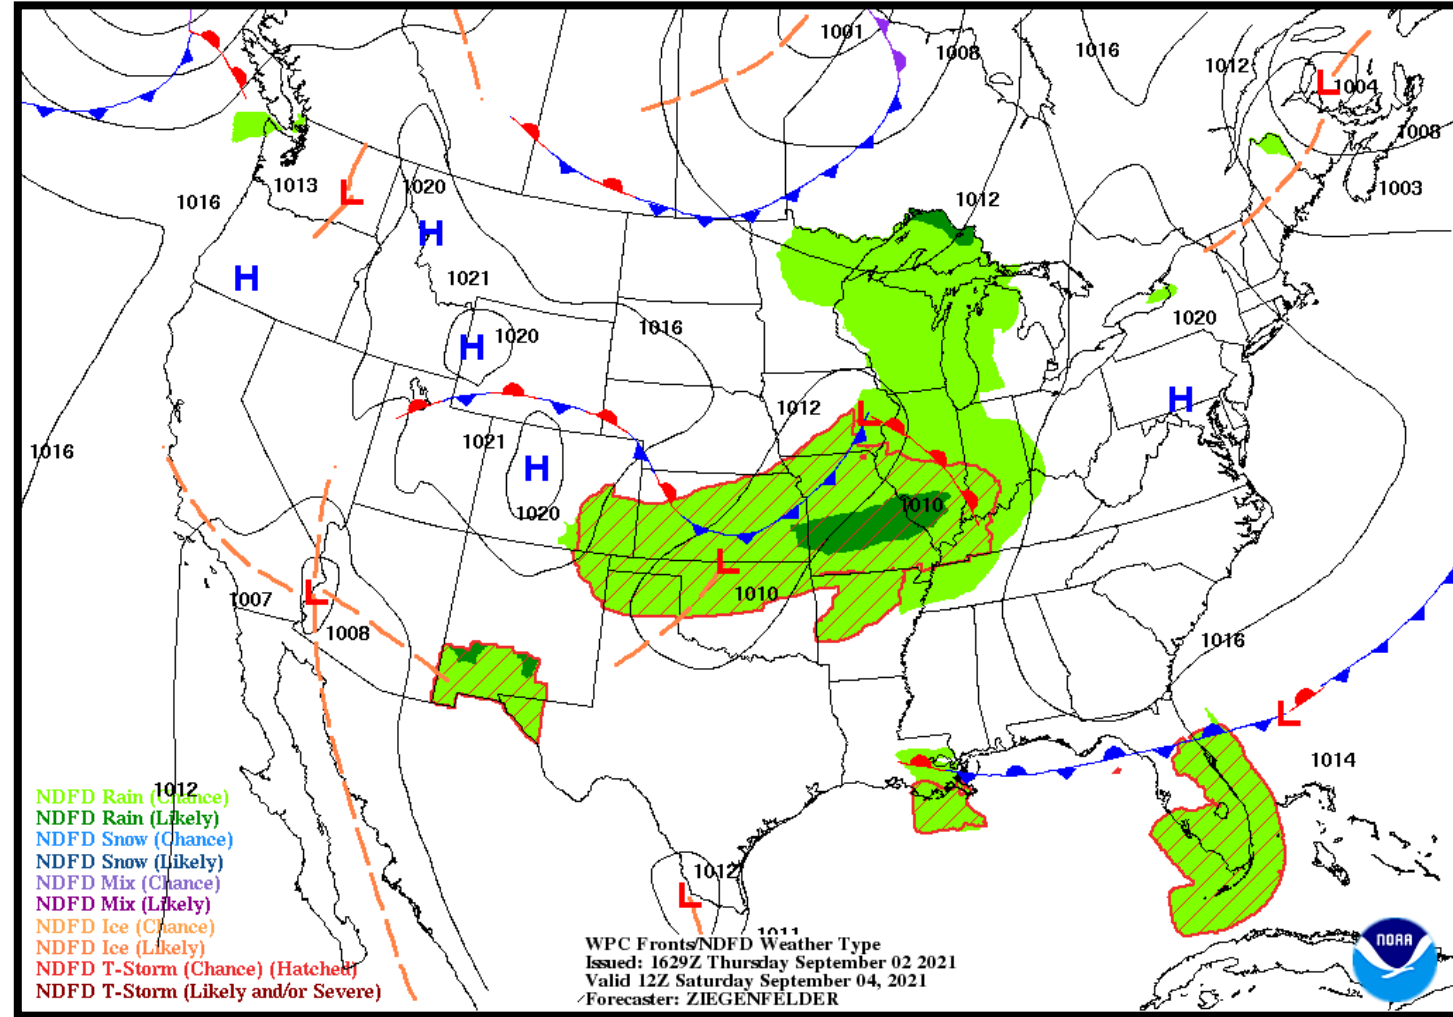 1001
1008
1016
1012
L
1004
1008
1013
L
1020
1003
1016
1012
H
H
1021
1020
H
1016
1020
1012
H
L
1021
H
1016
1020
1010
L
1010
1007
L
1008
1016
L
1014
1012
NDFD Rain (Chance)
NDFD Rain (Likely)
NDFD Snow (Chance)
NDFD Snow (Likely)
NDFD Mix (Chance)
NDFD Mix (Likely)
NDFD Ice (Chance)
NDFD Ice (Likely)
NDFD T-Storm (Chance) (Hatched)
NDFD T-Storm (Likely and/or Severe)
1012
L
1011
WPC Fronts/NDFD Weather Type
Issued: 1629Z Thursday September 02 2021
Valid 12Z Saturday September 04, 2021
Forecaster: ZIEGENFELDER
NOAA